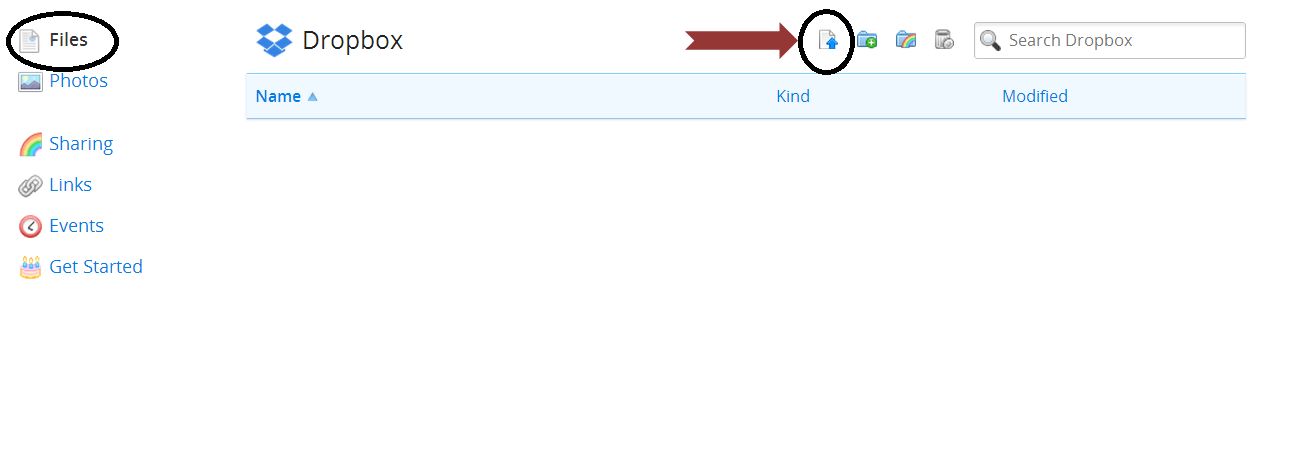 Files
Photos
Sharing
Links
Events
Get Started
Dropbox
Search Dropbox
Name Kind Modified